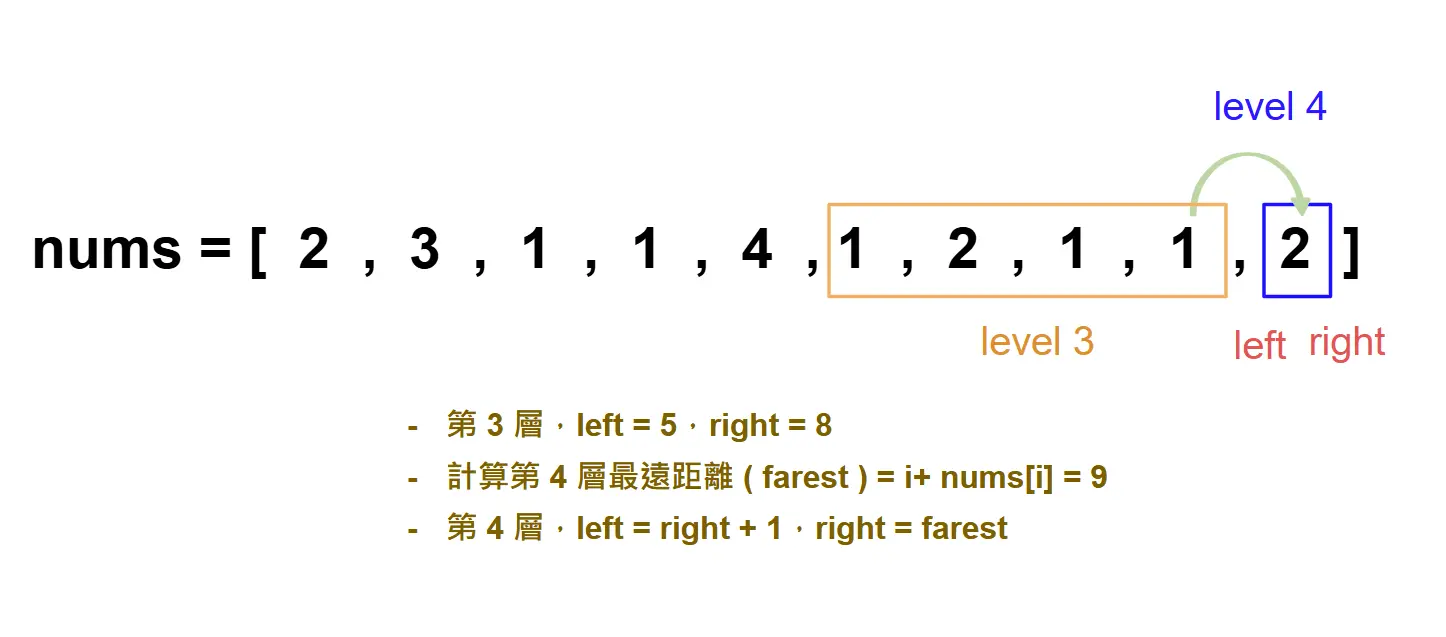 level 4
nums = [ 2 , 3 , 1 , 1 , 4 , 1 , 2 , 1 , 1 , 2 ]
level 3
left right
- 第 3 層，left = 5，right = 8
- 計算第 4 層最遠距離 ( farest ) = i+ nums[i] = 9
- 第 4 層，left = right + 1，right = farest